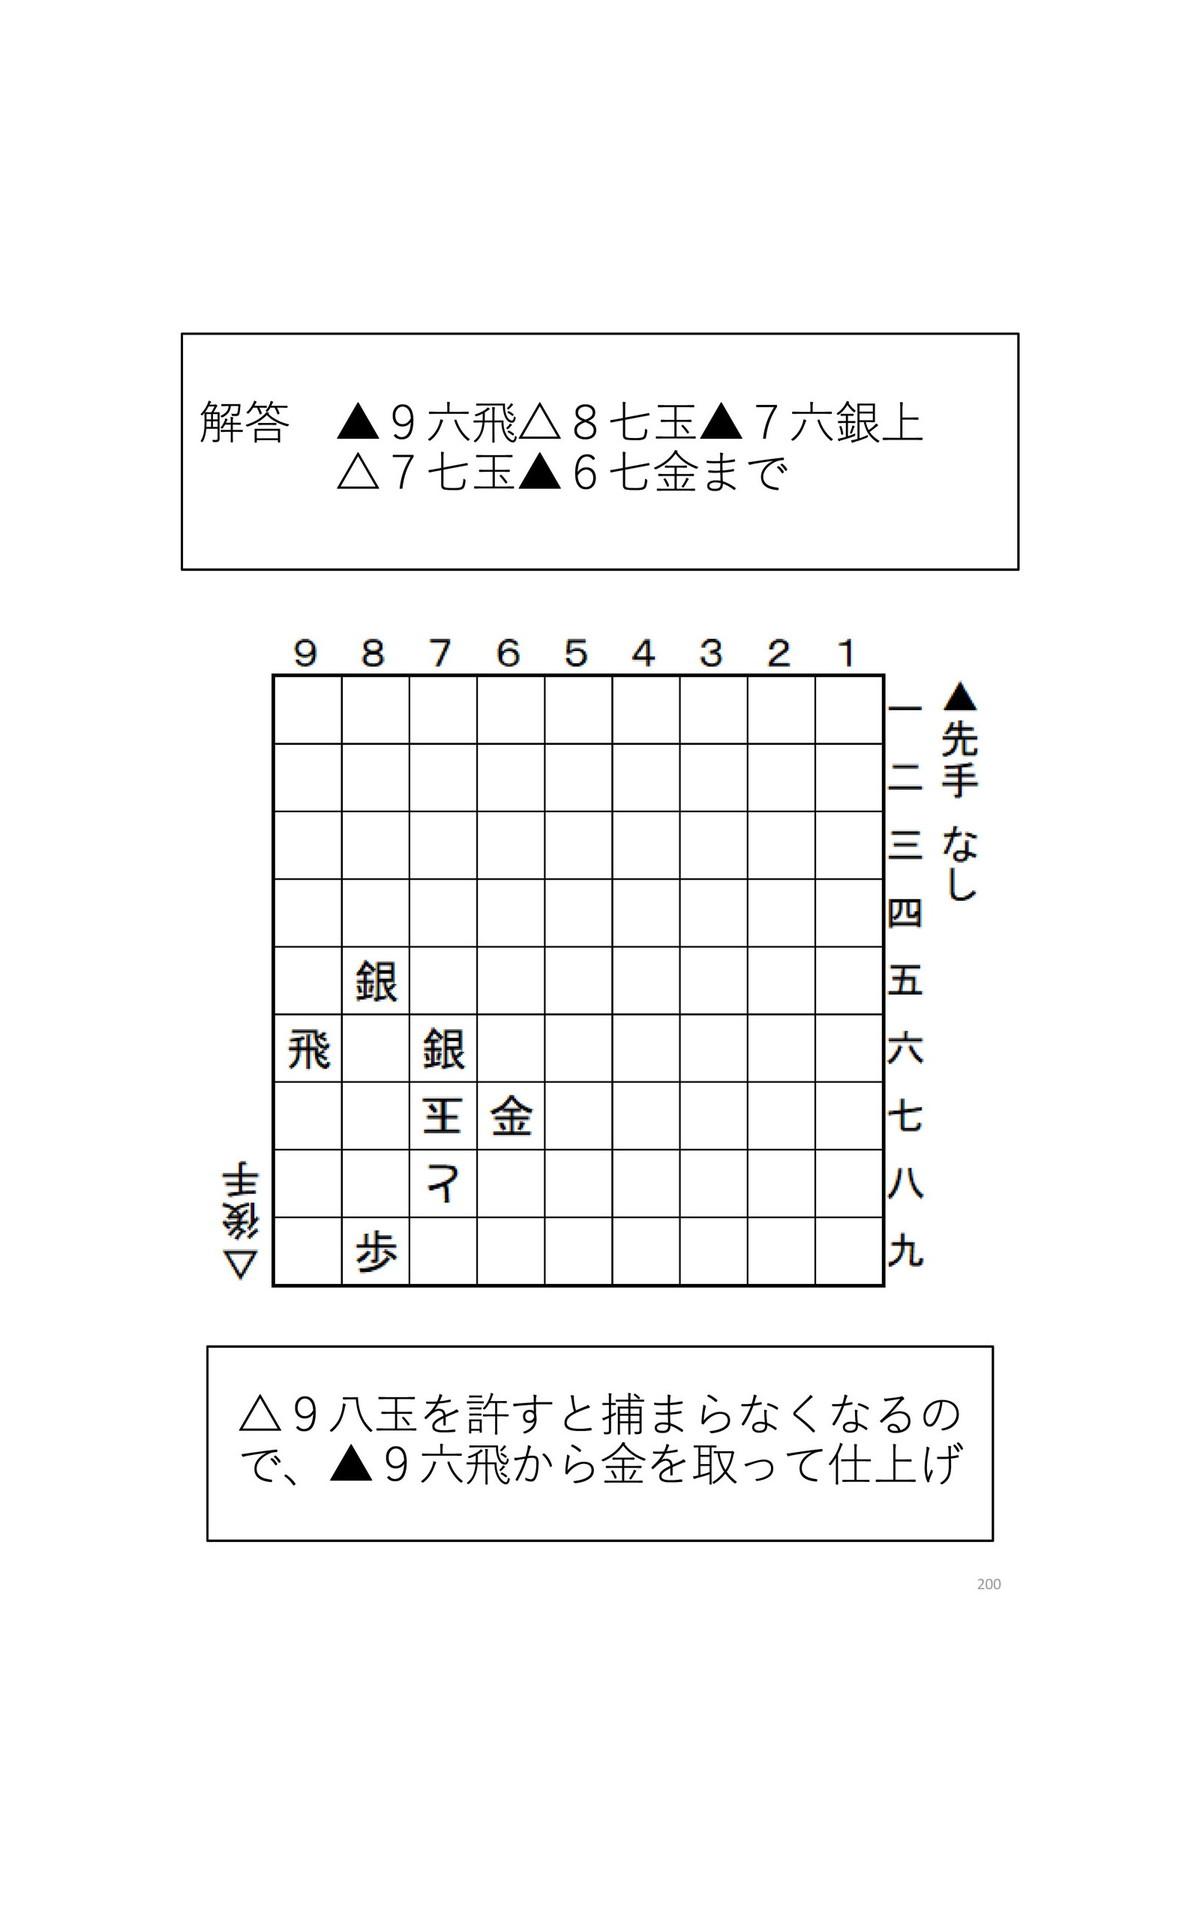 解答　▲９六飛△８七玉▲７六銀上
△７七玉▲６七金まで
９ ８ ７ ６ ５ ４ ３ ２ １
一
二
三
四
銀 五
飛 銀 六
王 金 七
八
歩 九
▲先手 なし
△後手
△９八玉を許すと捕まらなくなるの
で、▲９六飛から金を取って仕上げ
200